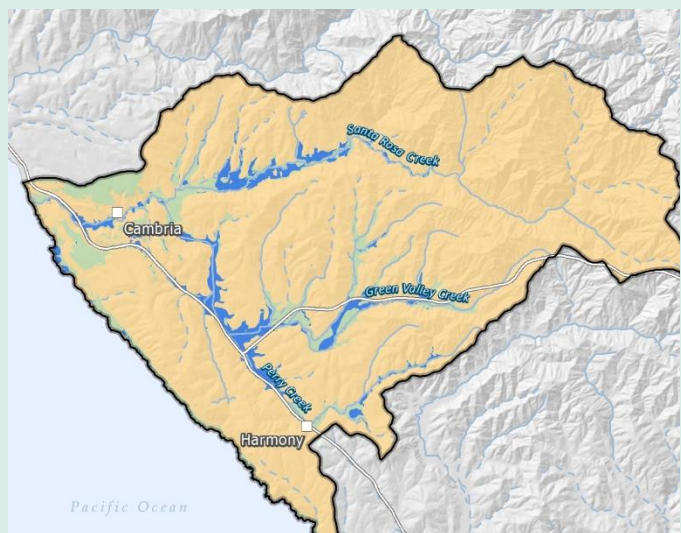 Santa Rosa Creek
Cambria
Green Valley Creek
Perry Creek
Harmony
Pacific Ocean